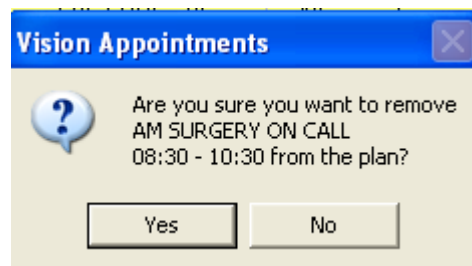 Vision Appointments
Are you sure you want to remove
AM SURGERY ON CALL
08:30 - 10:30 from the plan?
Yes
No